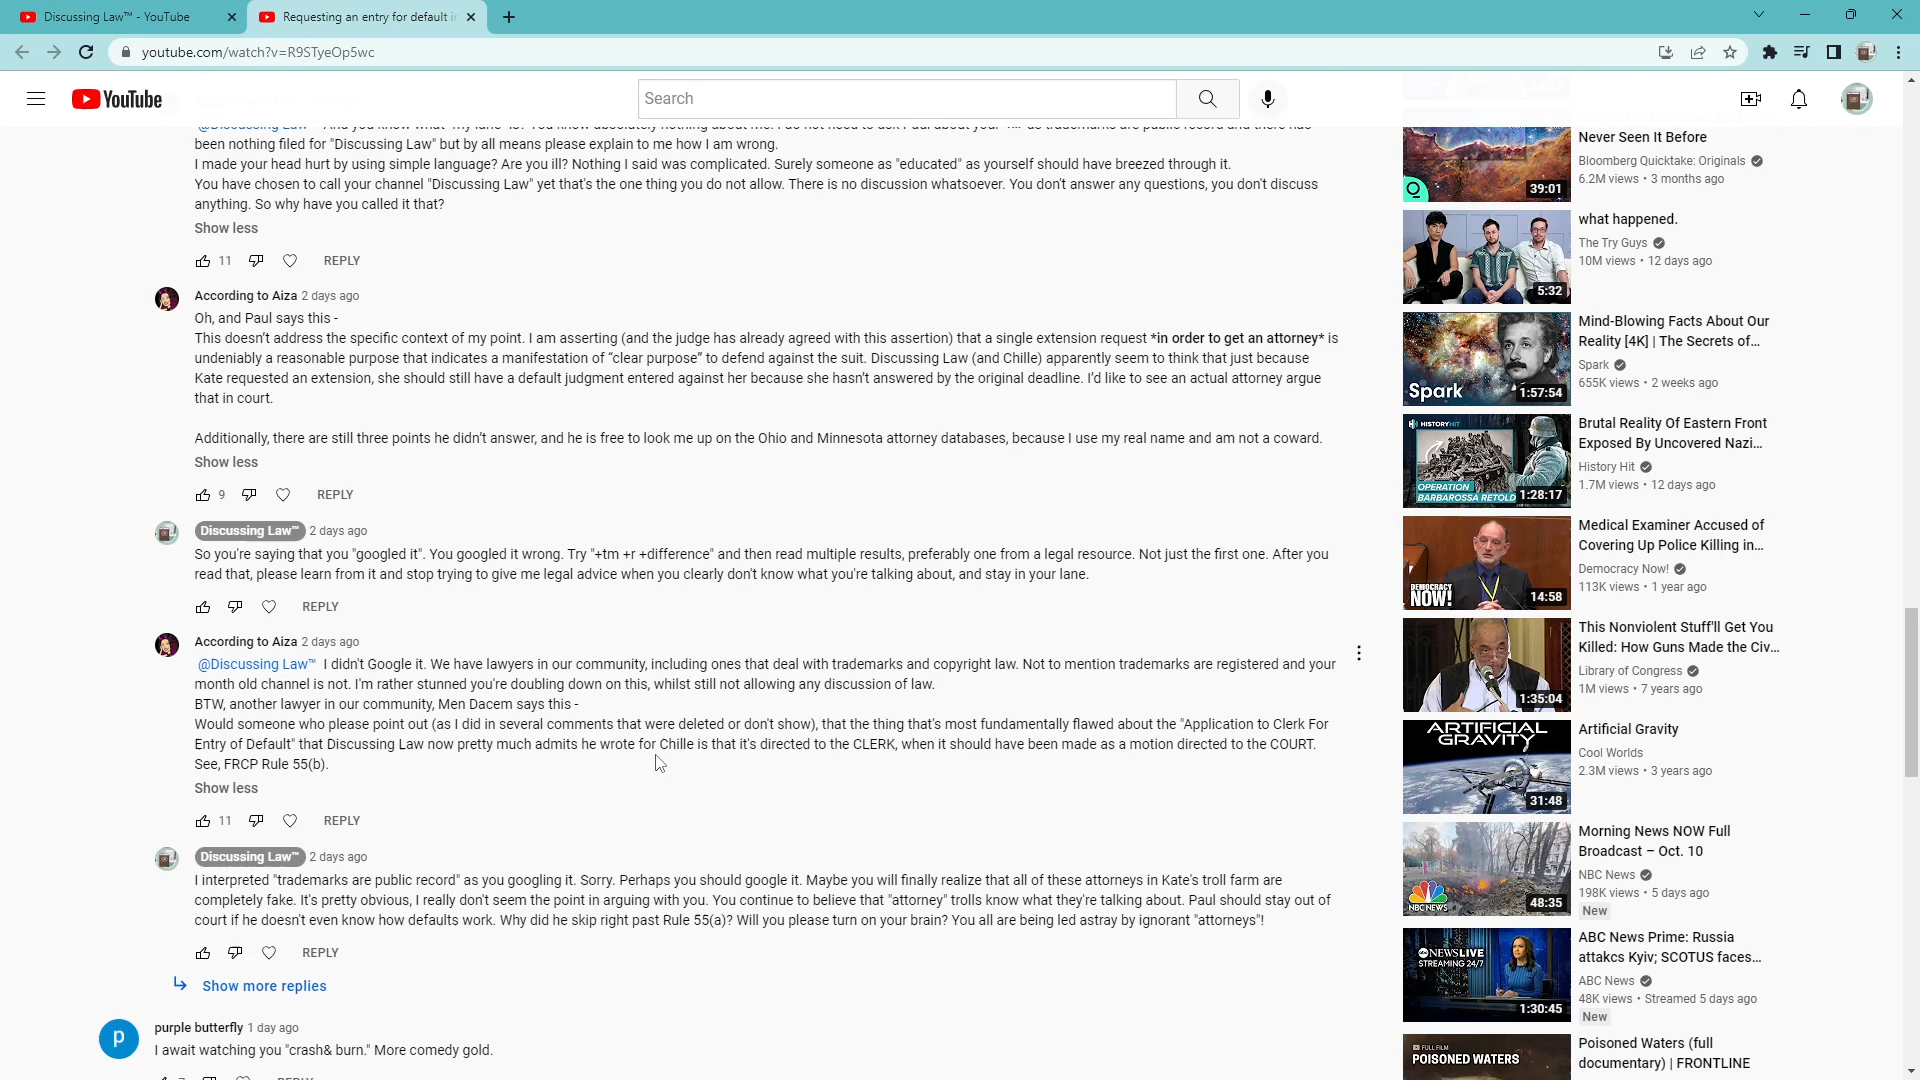 Discussing Law™ - YouTube
Requesting an entry for default in
youtube.com/watch?v=R9STyeOp5wc
YouTube
Search
been nothing filed for "Discussing Law" but by all means please explain to me how I am wrong.
I made your head hurt by using simple language? Are you ill? Nothing I said was complicated. Surely someone as "educated" as yourself should have breezed through it.
You have chosen to call your channel "Discussing Law" yet that's the one thing you do not allow. There is no discussion whatsoever. You don't answer any questions, you don't discuss
anything. So why have you called it that?
Show less
11 REPLY
According to Aiza 2 days ago
Oh, and Paul says this -
This doesn't address the specific context of my point. I am asserting (and the judge has already agreed with this assertion) that a single extension request *in order to get an attorney* is
undeniably a reasonable purpose that indicates a manifestation of “clear purpose” to defend against the suit. Discussing Law (and Chille) apparently seem to think that just because
Kate requested an extension, she should still have a default judgment entered against her because she hasn't answered by the original deadline. I'd like to see an actual attorney argue
that in court.
Additionally, there are still three points he didn't answer, and he is free to look me up on the Ohio and Minnesota attorney databases, because I use my real name and am not a coward.
Show less
9 REPLY
Discussing Law™ 2 days ago
So you're saying that you "googled it". You googled it wrong. Try "+tm +r +difference" and then read multiple results, preferably one from a legal resource. Not just the first one. After you
read that, please learn from it and stop trying to give me legal advice when you clearly don't know what you're talking about, and stay in your lane.
REPLY
According to Aiza 2 days ago
@Discussing Law™ I didn't Google it. We have lawyers in our community, including ones that deal with trademarks and copyright law. Not to mention trademarks are registered and your
month old channel is not. I'm rather stunned you're doubling down on this, whilst still not allowing any discussion of law.
BTW, another lawyer in our community, Men Dacem says this -
Would someone who please point out (as I did in several comments that were deleted or don't show), that the thing that's most fundamentally flawed about the "Application to Clerk For
Entry of Default" that Discussing Law now pretty much admits he wrote for Chille is that it's directed to the CLERK, when it should have been made as a motion directed to the COURT.
See, FRCP Rule 55(b).
Show less
11 REPLY
Discussing Law™ 2 days ago
I interpreted "trademarks are public record" as you googling it. Sorry. Perhaps you should google it. Maybe you will finally realize that all of these attorneys in Kate's troll farm are
completely fake. It's pretty obvious, I really don't seem the point in arguing with you. You continue to believe that "attorney" trolls know what they're talking about. Paul should stay out of
court if he doesn't even know how defaults work. Why did he skip right past Rule 55(a)? Will you please turn on your brain? You all are being led astray by ignorant "attorneys"!
REPLY
Show more replies
p
purple butterfly 1 day ago
I await watching you "crash& burn." More comedy gold.
Never Seen It Before
Bloomberg Quicktake: Originals
6.2M views • 3 months ago
39:01
what happened.
The Try Guys
10M views • 12 days ago
5:32
Mind-Blowing Facts About Our
Reality [4K] | The Secrets of...
Spark
655K views • 2 weeks ago
Spark
1:57:54
Brutal Reality Of Eastern Front
Exposed By Uncovered Nazi...
History Hit
1.7M views • 12 days ago
HISTORY HIT
OPERATION
BARBAROSSA RETOLD
1:28:17
Medical Examiner Accused of
Covering Up Police Killing in...
Democracy Now!
113K views • 1 year ago
DEMOCRACY
NOW!
14:58
This Nonviolent Stuff'll Get You
Killed: How Guns Made the Civ...
Library of Congress
1M views • 7 years ago
1:35:04
Artificial Gravity
Cool Worlds
2.3M views • 3 years ago
ARTIFICIAL
GRAVITY
31:48
Morning News NOW Full
Broadcast – Oct. 10
NBC News
198K views • 5 days ago
New
NBC NEWS
48:35
ABC News Prime: Russia
attakcs Kyiv; SCOTUS faces...
ABC News
48K views • Streamed 5 days ago
New
NEWS LIVE
STREAMING 24/7
1:30:45
Poisoned Waters (full
documentary) | FRONTLINE
FULL FILM
POISONED WATERS